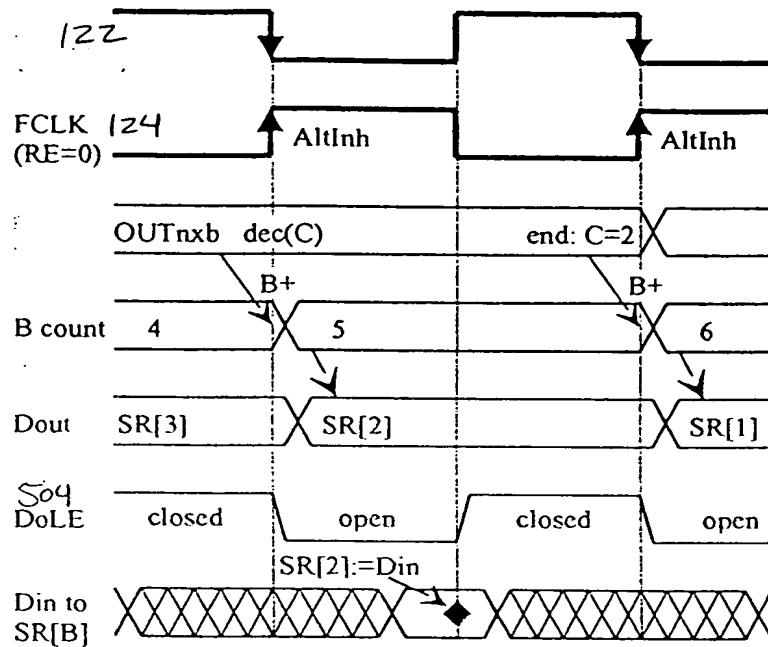 122
FCLK 124
(RE=0)
AltInh
AltInh
OUTnxb dec(C)
end: C=2
B+
B+
B count
4
5
6
Dout
SR[3]
SR[2]
SR[1]
504
DoLE
closed
open
closed
open
SR[2]:=Din
Din to
SR[B]